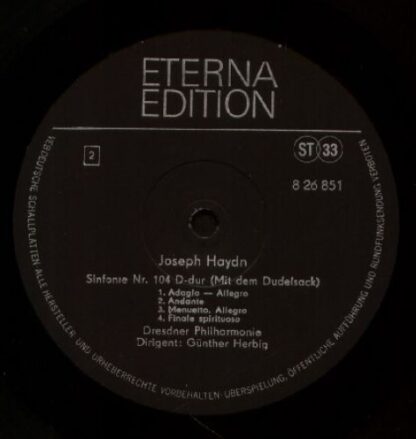 ETERNA
EDITION
2
ST 33
8 26 851
Joseph Haydn
Sinfonie Nr. 104 D-dur (Mit dem Dudelsack)
1. Adagio — Allegro
2. Andante
3. Menuetto. Allegro
4. Finale spirituoso
Dresdner Philharmonie
Dirigent: Günther Herbig
VEB DEUTSCHE SCHALLPLATTEN ALLE HERSTELLER- UND URHEBERRECHTE VORBEHALTEN · ÜBERSPIELUNG, ÖFFENTLICHE AUFFÜHRUNG UND RUNDFUNKSENDUNG VERBOTEN